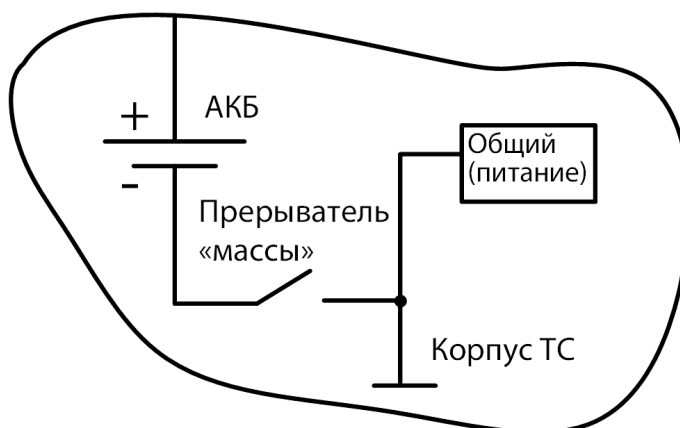 +
АКБ
-
Общий
(питание)
Прерыватель
«массы»
Корпус ТС